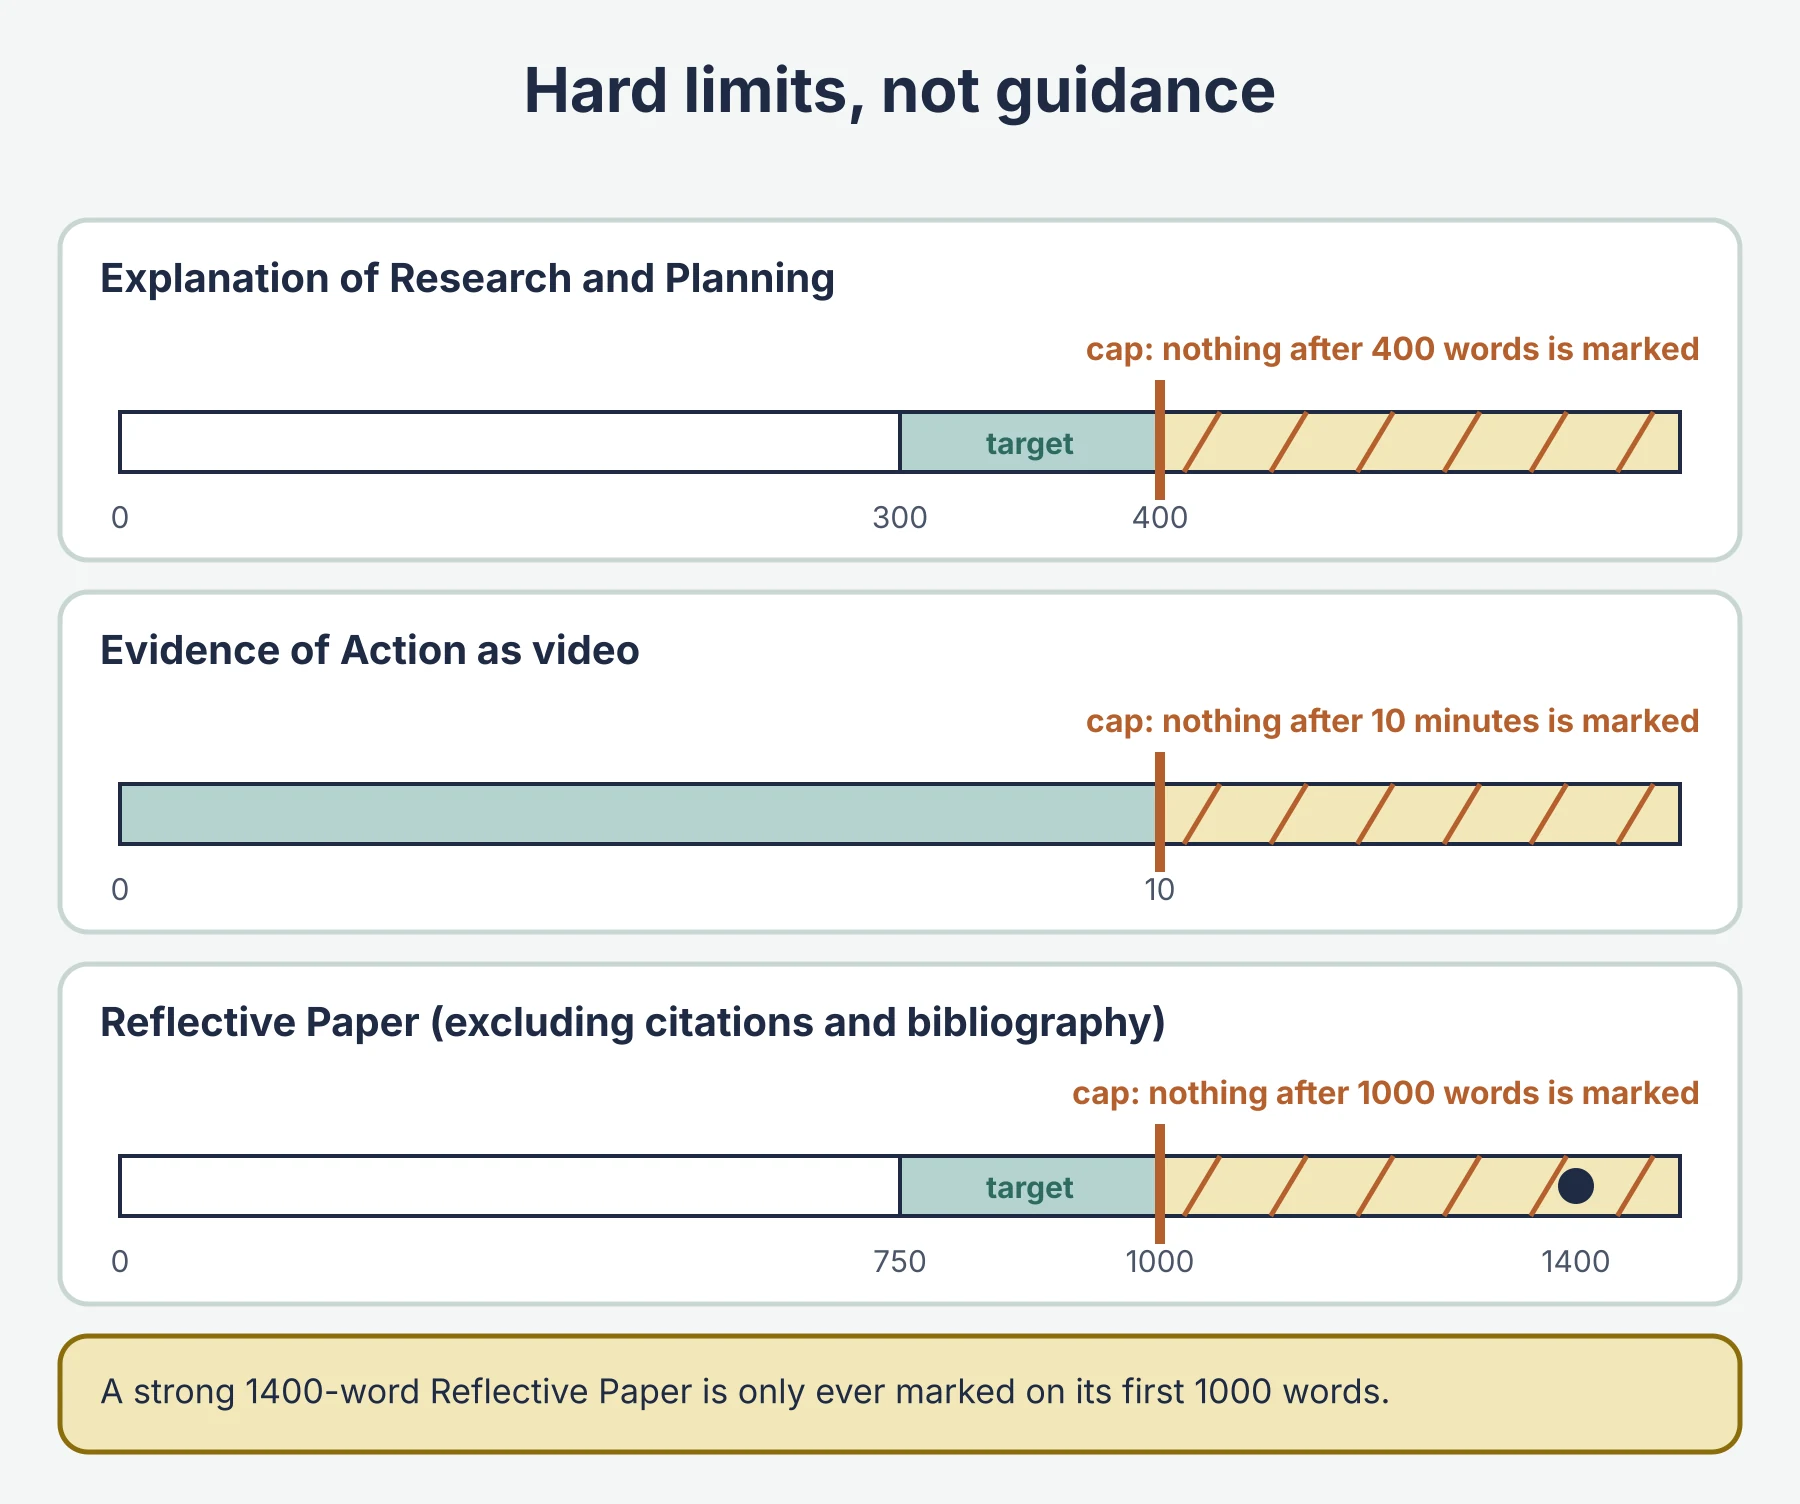 Hard limits, not guidance
Explanation of Research and Planning
cap: nothing after 400 words is marked
target
0 300 400
Evidence of Action as video
cap: nothing after 10 minutes is marked
0 10
Reflective Paper (excluding citations and bibliography)
cap: nothing after 1000 words is marked
target
0 750 1000 1400
A strong 1400-word Reflective Paper is only ever marked on its first 1000 words.